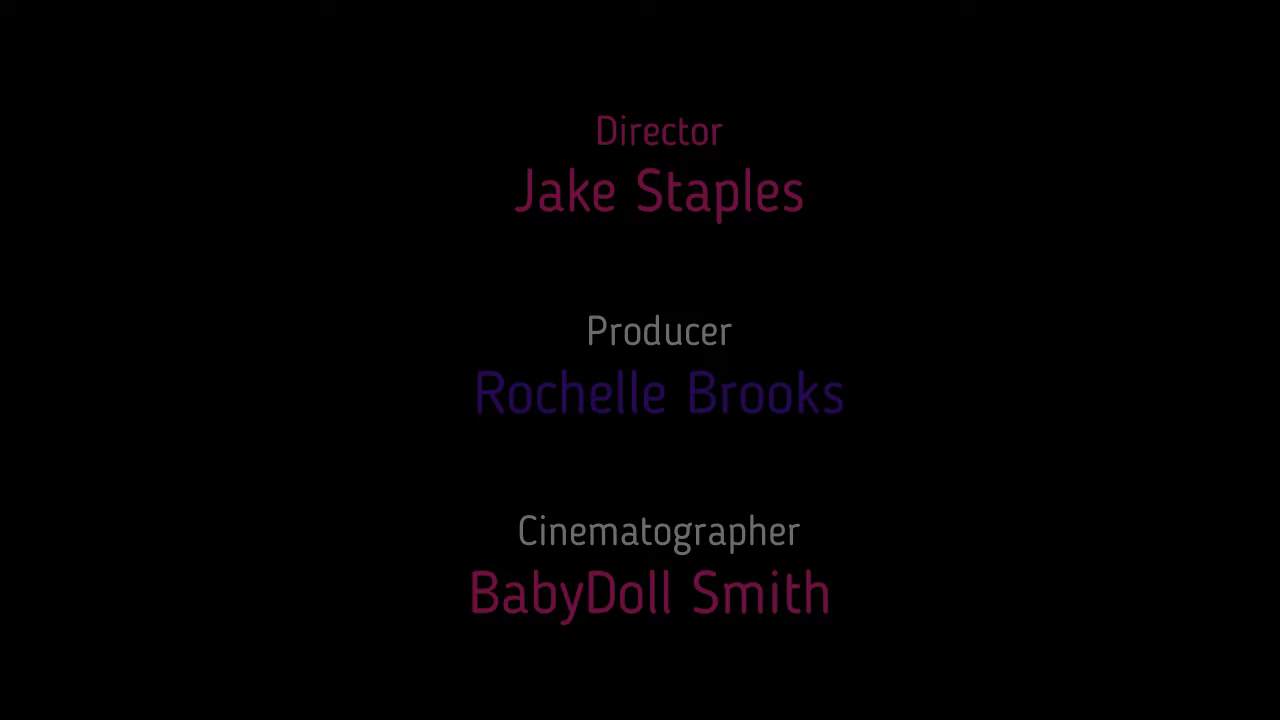 Director
Jake Staples
Producer
Rochelle Brooks
Cinematographer
BabyDoll Smith